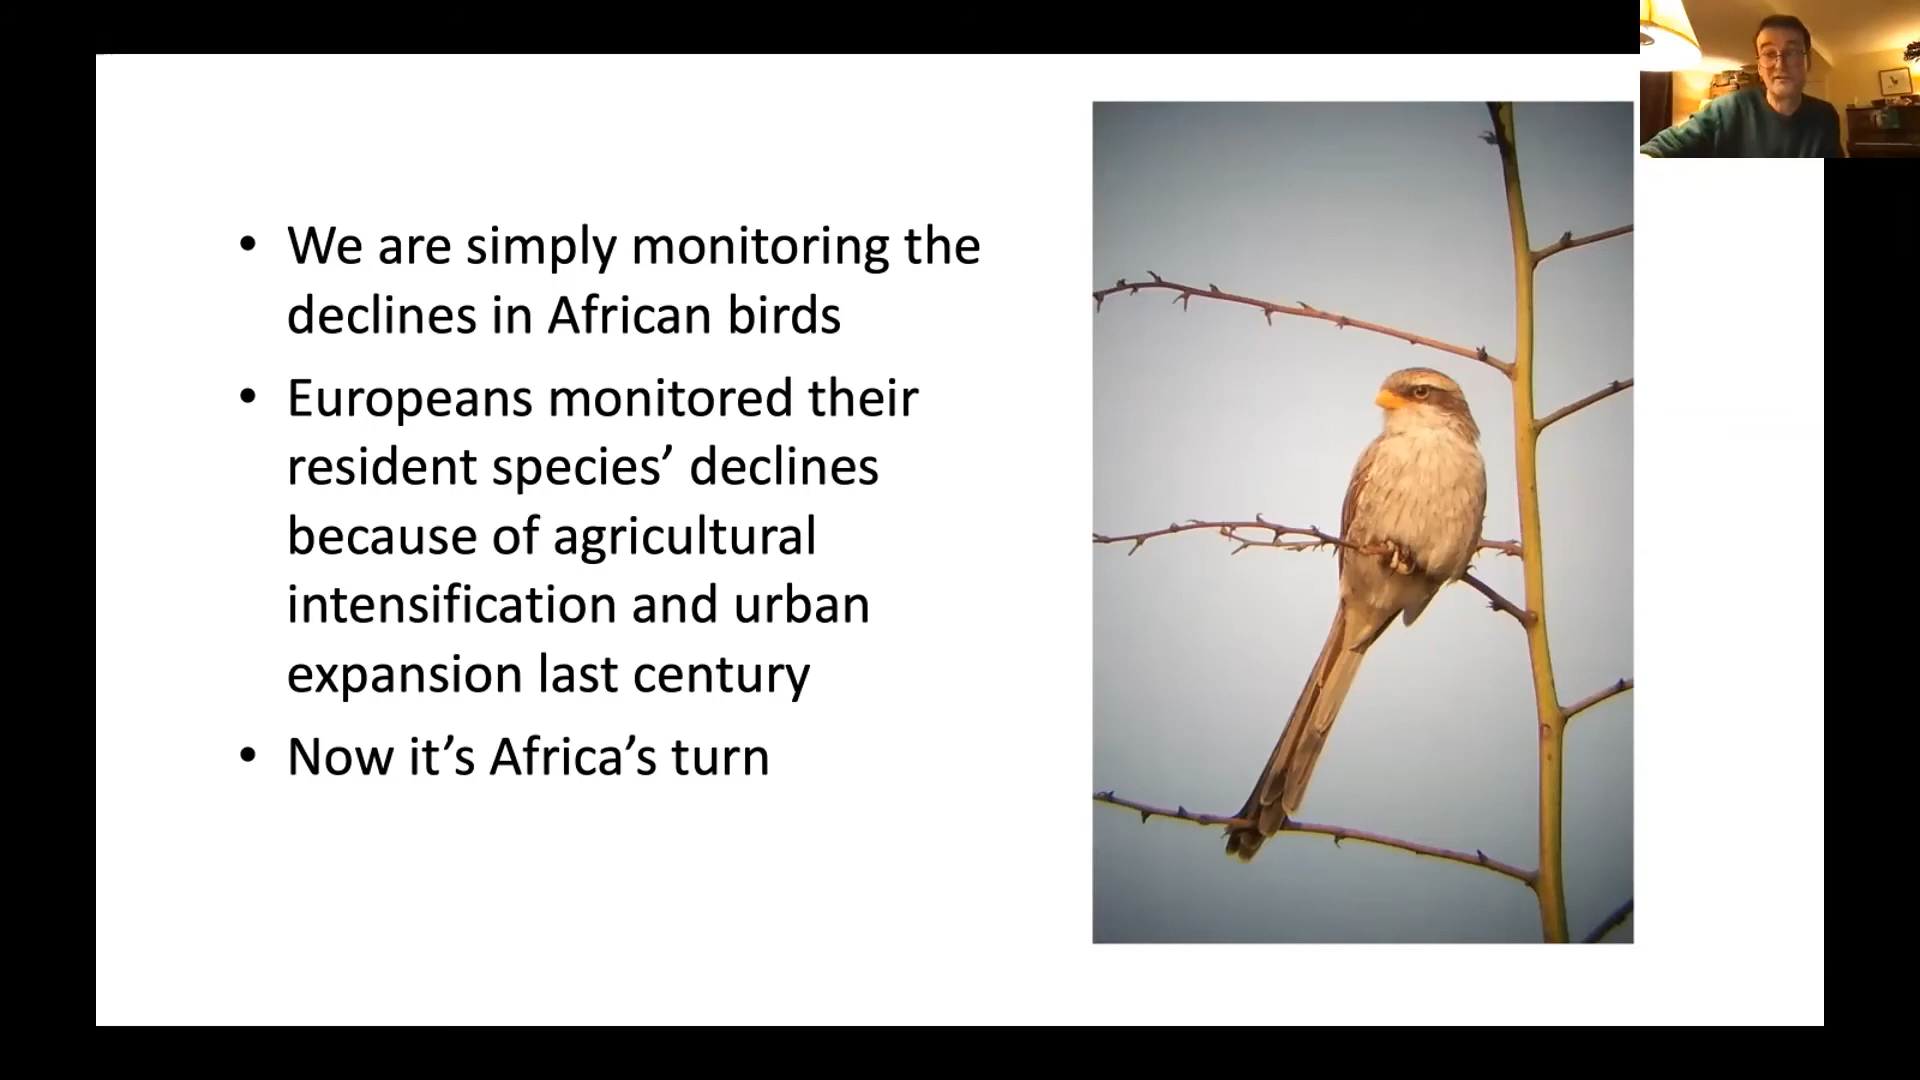 • We are simply monitoring the
declines in African birds
• Europeans monitored their
resident species’ declines
because of agricultural
intensification and urban
expansion last century
• Now it’s Africa’s turn